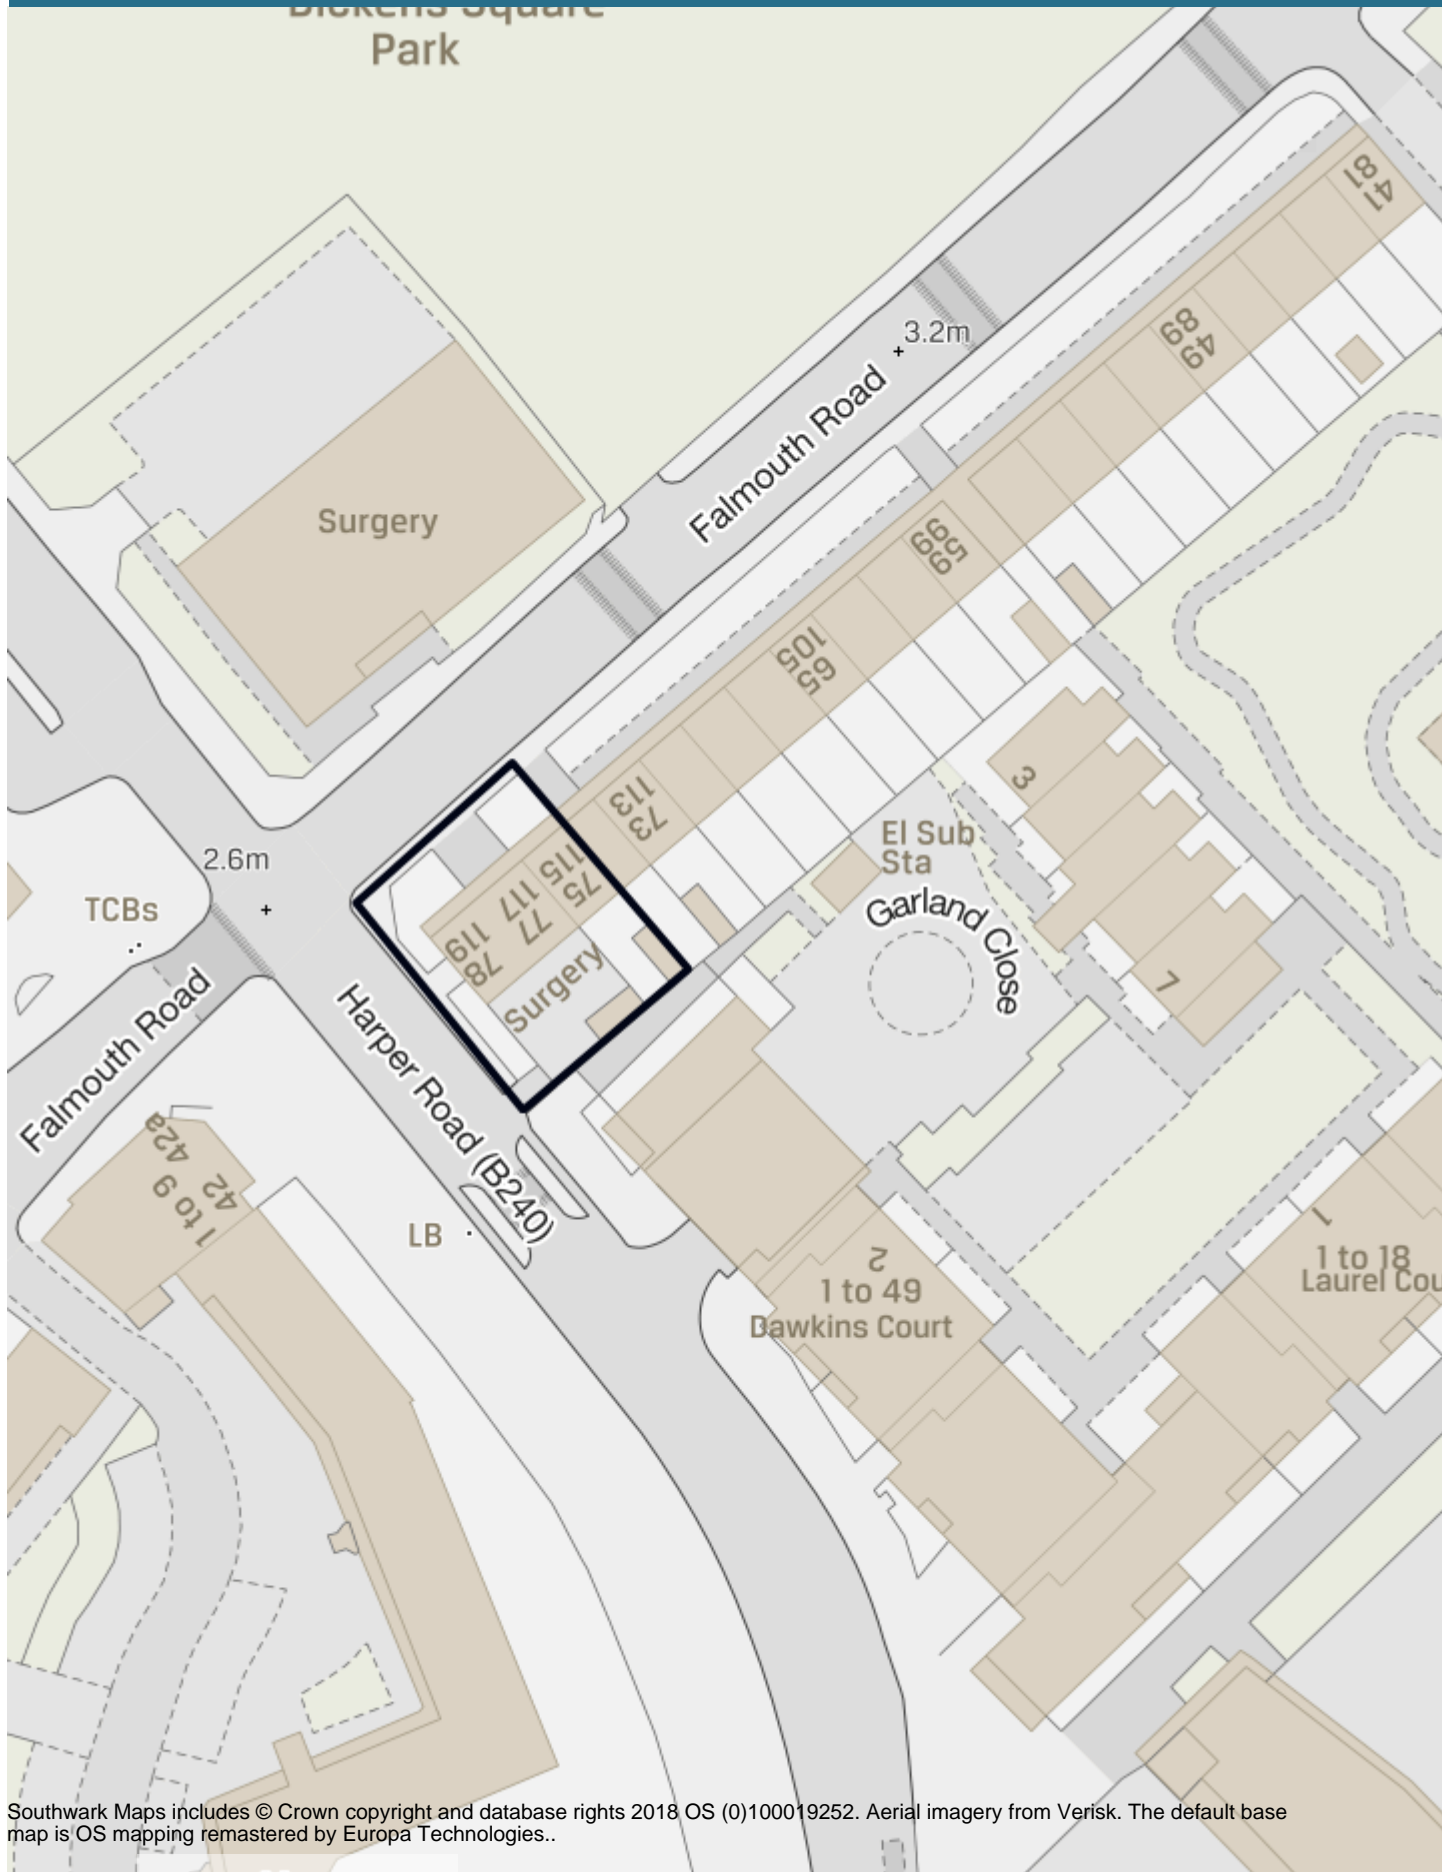 Dickens Square
Park
41
81
3.2m
49
89
Falmouth Road
Surgery
59
99
65
105
3
73
113
El Sub
Sta
2.6m
75
115
77
117
TCBs
Garland Close
78
119
Surgery
7
Falmouth Road
Harper Road (B240)
42a
42
1 to 9
LB
1
2
1 to 49
Dawkins Court
1 to 18
Laurel Cou
Southwark Maps includes © Crown copyright and database rights 2018 OS (0)100019252. Aerial imagery from Verisk. The default base
map is OS mapping remastered by Europa Technologies..